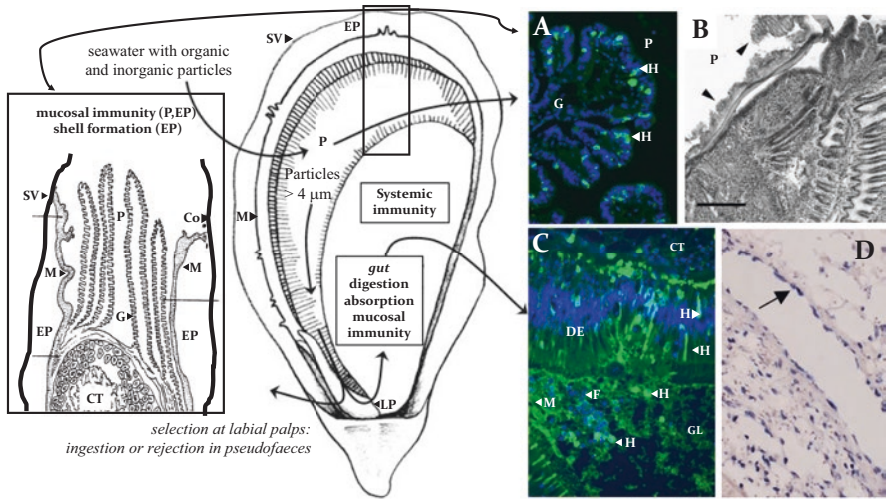 mucosal immunity (P,EP)
shell formation (EP)
SV
P
Co
M
M
EP
G
EP
CT
seawater with organic
and inorganic particles
SV
EP
P
Particles
> 4 μm
M
Systemic
immunity
gut
digestion
absorption
mucosal
immunity
LP
selection at labial palps:
ingestion or rejection in pseudofaeces
A
P
H
G
H
B
P
C
CT
H
DE
H
F
H
M
GL
H
D